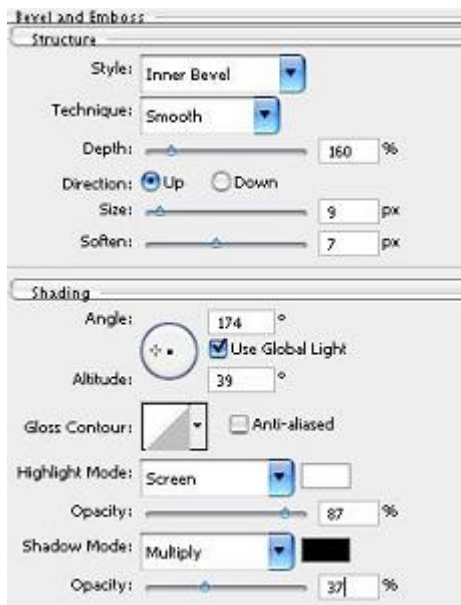 Bevel and Emboss
Structure
Style: Inner Bevel
Technique: Smooth
Depth: 160 %
Direction: Up Down
Size: 9 px
Soften: 7 px
Shading
Angle: 174 °
Use Global Light
Altitude: 39 °
Gloss Contour: Anti-aliased
Highlight Mode: Screen
Opacity: 87 %
Shadow Mode: Multiply
Opacity: 37 %